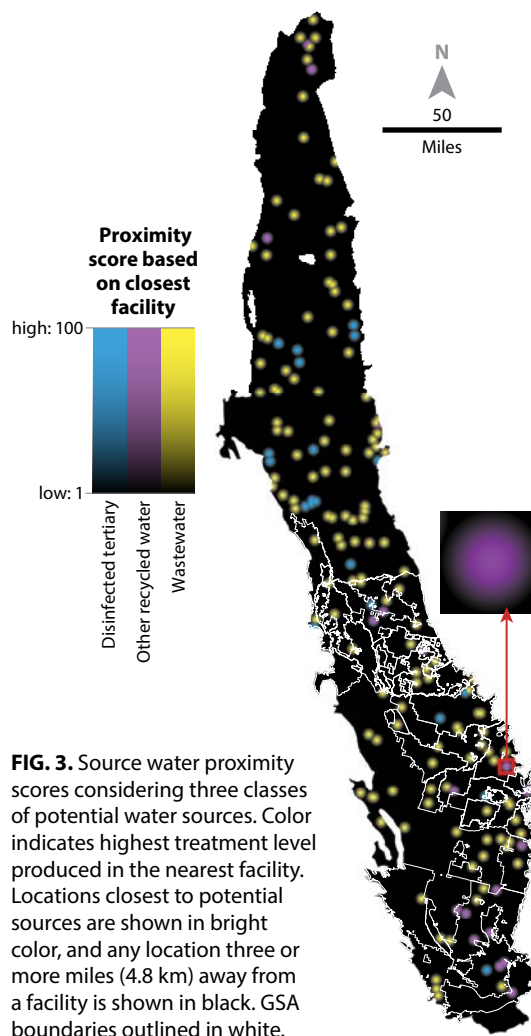 N
50
Miles
Proximity
score based
on closest
facility
high: 100
low: 1
Disinfected tertiary
Other recycled water
Wastewater
FIG. 3. Source water proximity
scores considering three classes
of potential water sources. Color
indicates highest treatment level
produced in the nearest facility.
Locations closest to potential
sources are shown in bright
color, and any location three or
more miles (4.8 km) away from
a facility is shown in black. GSA
boundaries outlined in white.